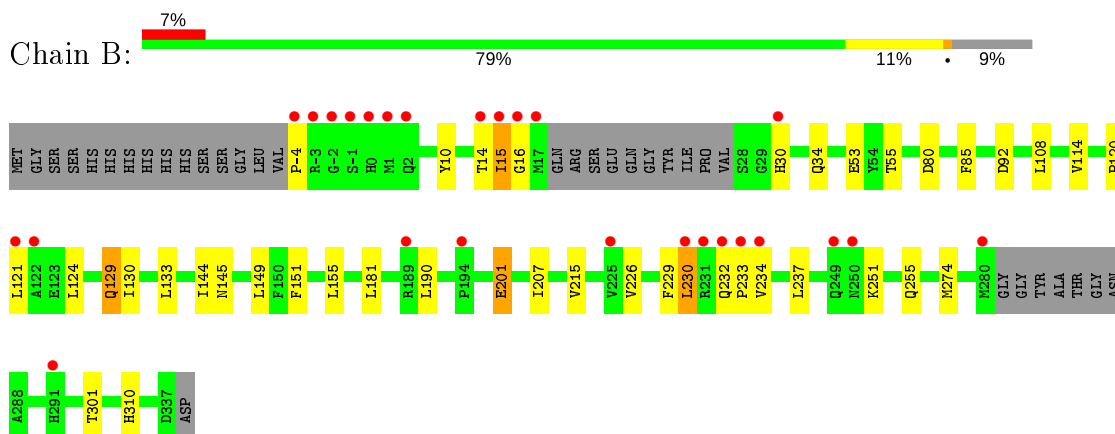 7%
Chain B:
79% 11% • 9%
MET GLY SER SER HIS HIS HIS HIS HIS HIS SER SER GLY LEU VAL P-4 R-3 G-2 S-1 H0 M1 Q2 Y10 T14 I15 G16 M17 GLN ARG SER GLU GLN GLY TYR ILE PRO VAL S28 G29 H30 Q34 E53 Y54 T55 D80 F85 D92 L108 V114
L121 A122 E123 L124 Q129 I130 L133 I144 N145 L149 F150 F151 L155 L181 R189 L190 P194 E201 I207 V215 V225 V226 F229 L230 R231 Q232 P233 V234 L237 Q249 N250 K251 Q255 M274 M280 GLY GLY TYR ALA THR GLY ASN
A288 H291 T301 H310 D337 ASP